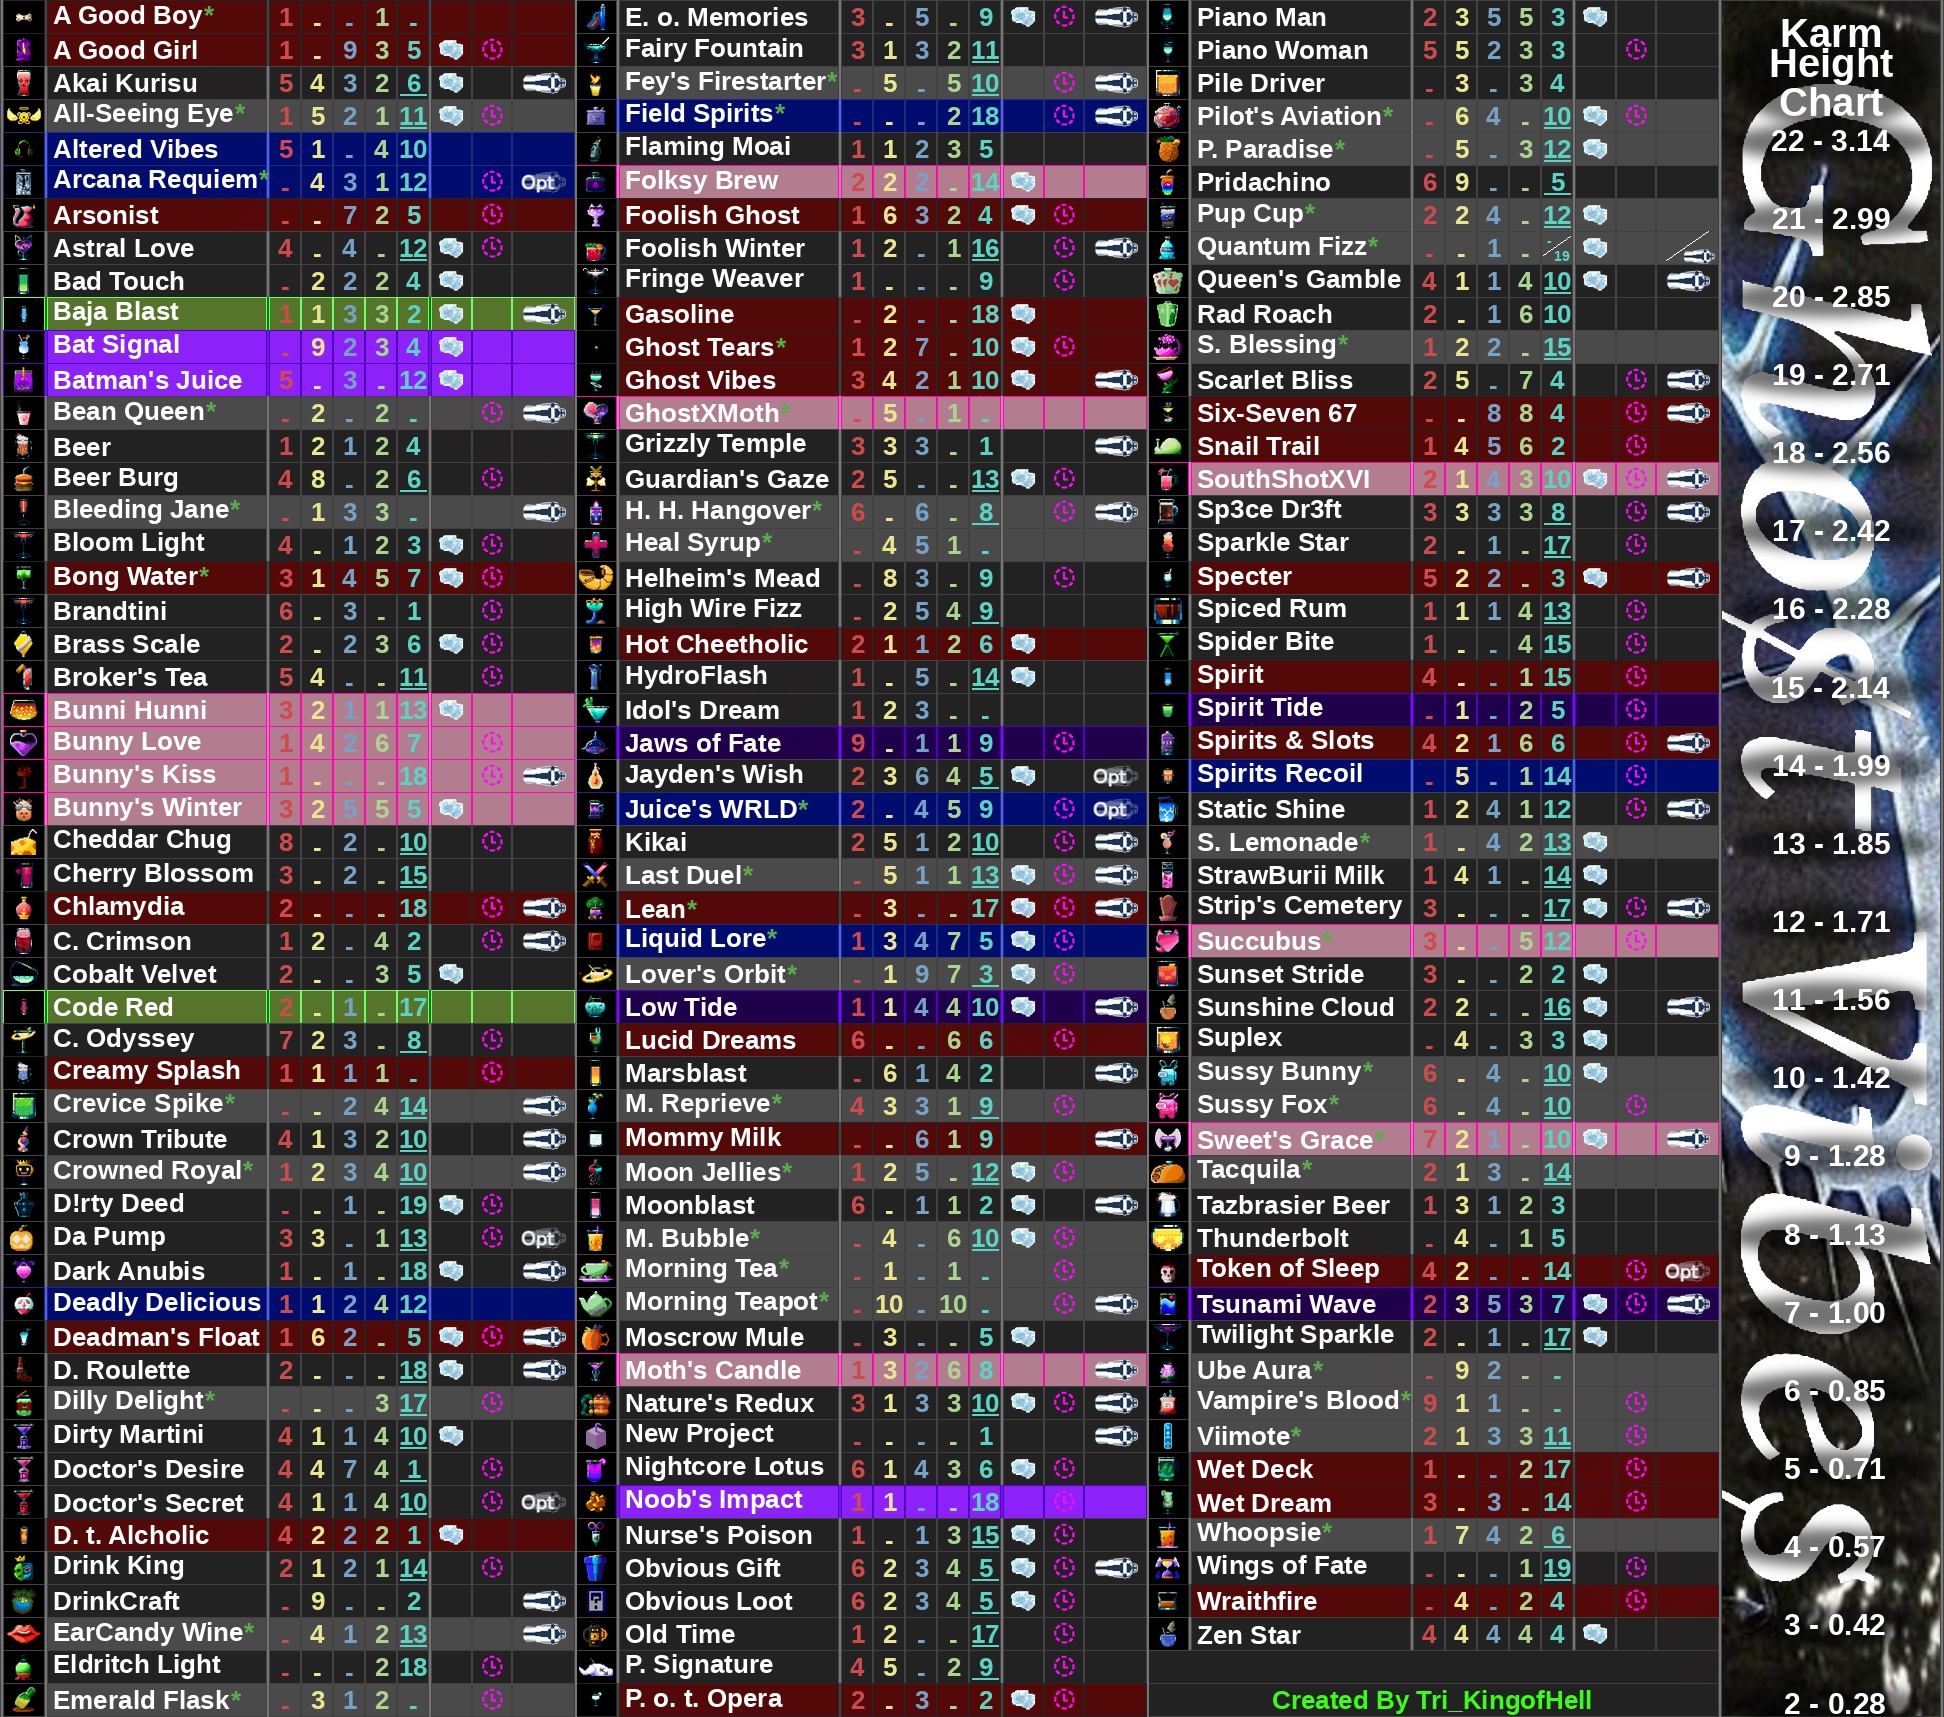 A Good Boy* 1 - - 1 -
A Good Girl 1 - 9 3 5
Akai Kurisu 5 4 3 2 6
All-Seeing Eye* 1 5 2 1 11
Altered Vibes 5 1 - 4 10
Arcana Requiem* - 4 3 1 12 Opt
Arsonist - - 7 2 5
Astral Love 4 - 4 - 12
Bad Touch - 2 2 2 4
Baja Blast 1 1 3 3 2
Bat Signal - 9 2 3 4
Batman's Juice 5 - 3 - 12
Bean Queen* - 2 - 2 -
Beer 1 2 1 2 4
Beer Burg 4 8 - 2 6
Bleeding Jane* - 1 3 3 -
Bloom Light 4 - 1 2 3
Bong Water* 3 1 4 5 7
Brandtini 6 - 3 - 1
Brass Scale 2 - 2 3 6
Broker's Tea 5 4 - - 11
Bunni Hunni 3 2 1 1 13
Bunny Love 1 4 2 6 7
Bunny's Kiss 1 - - - 18
Bunny's Winter 3 2 5 5 5
Cheddar Chug 8 - 2 - 10
Cherry Blossom 3 - 2 - 15
Chlamydia 2 - - - 18
C. Crimson 1 2 - 4 2
Cobalt Velvet 2 - - 3 5
Code Red 2 - 1 - 17
C. Odyssey 7 2 3 - 8
Creamy Splash 1 1 1 1 -
Crevice Spike* - - 2 4 14
Crown Tribute 4 1 3 2 10
Crowned Royal* 1 2 3 4 10
D!rty Deed - - 1 - 19
Da Pump 3 3 - 1 13 Opt
Dark Anubis 1 - 1 - 18
Deadly Delicious 1 1 2 4 12
Deadman's Float 1 6 2 - 5
D. Roulette 2 - - - 18
Dilly Delight* - - - 3 17
Dirty Martini 4 1 1 4 10
Doctor's Desire 4 4 7 4 1
Doctor's Secret 4 1 1 4 10 Opt
D. t. Alcholic 4 2 2 2 1
Drink King 2 1 2 1 14
DrinkCraft - 9 - - 2
EarCandy Wine* - 4 1 2 13
Eldritch Light - - - 2 18
Emerald Flask* - 3 1 2 -
E. o. Memories 3 - 5 - 9
Fairy Fountain 3 1 3 2 11
Fey's Firestarter* - 5 - 5 10
Field Spirits* - - - 2 18
Flaming Moai 1 1 2 3 5
Folksy Brew 2 2 2 - 14
Foolish Ghost 1 6 3 2 4
Foolish Winter 1 2 - 1 16
Fringe Weaver 1 - - - 9
Gasoline - 2 - - 18
Ghost Tears* 1 2 7 - 10
Ghost Vibes 3 4 2 1 10
GhostXMoth* - 5 - 1 -
Grizzly Temple 3 3 3 - 1
Guardian's Gaze 2 5 - - 13
H. H. Hangover* 6 - 6 - 8
Heal Syrup* - 4 5 1 -
Helheim's Mead - 8 3 - 9
High Wire Fizz - 2 5 4 9
Hot Cheetholic 2 1 1 2 6
HydroFlash 1 - 5 - 14
Idol's Dream 1 2 3 - -
Jaws of Fate 9 - 1 1 9
Jayden's Wish 2 3 6 4 5 Opt
Juice's WRLD* 2 - 4 5 9 Opt
Kikai 2 5 1 2 10
Last Duel* - 5 1 1 13
Lean* - 3 - - 17
Liquid Lore* 1 3 4 7 5
Lover's Orbit* - 1 9 7 3
Low Tide 1 1 4 4 10
Lucid Dreams 6 - - 6 6
Marsblast - 6 1 4 2
M. Reprieve* 4 3 3 1 9
Mommy Milk - - 6 1 9
Moon Jellies* 1 2 5 - 12
Moonblast 6 - 1 1 2
M. Bubble* - 4 - 6 10
Morning Tea* - 1 - 1 -
Morning Teapot* - 10 - 10 -
Moscrow Mule - 3 - - 5
Moth's Candle 1 3 2 6 8
Nature's Redux 3 1 3 3 10
New Project - - - - 1
Nightcore Lotus 6 1 4 3 6
Noob's Impact 1 1 - - 18
Nurse's Poison 1 - 1 3 15
Obvious Gift 6 2 3 4 5
Obvious Loot 6 2 3 4 5
Old Time 1 2 - - 17
P. Signature 4 5 - 2 9
P. o. t. Opera 2 - 3 - 2
Piano Man 2 3 5 5 3
Piano Woman 5 5 2 3 3
Pile Driver - 3 - 3 4
Pilot's Aviation* - 6 4 - 10
P. Paradise* - 5 - 3 12
Pridachino 6 9 - - 5
Pup Cup* 2 2 4 - 12
Quantum Fizz* - - 1 - -/19
Queen's Gamble 4 1 1 4 10
Rad Roach 2 - 1 6 10
S. Blessing* 1 2 2 - 15
Scarlet Bliss 2 5 - 7 4
Six-Seven 67 - - 8 8 4
Snail Trail 1 4 5 6 2
SouthShotXVI 2 1 4 3 10
Sp3ce Dr3ft 3 3 3 3 8
Sparkle Star 2 - 1 - 17
Specter 5 2 2 - 3
Spiced Rum 1 1 1 4 13
Spider Bite 1 - - 4 15
Spirit 4 - - 1 15
Spirit Tide - 1 - 2 5
Spirits & Slots 4 2 1 6 6
Spirits Recoil - 5 - 1 14
Static Shine 1 2 4 1 12
S. Lemonade* 1 - 4 2 13
StrawBurii Milk 1 4 1 - 14
Strip's Cemetery 3 - - - 17
Succubus* 3 - - 5 12
Sunset Stride 3 - - 2 2
Sunshine Cloud 2 2 - - 16
Suplex - 4 - 3 3
Sussy Bunny* 6 - 4 - 10
Sussy Fox* 6 - 4 - 10
Sweet's Grace* 7 2 1 - 10
Tacquila* 2 1 3 - 14
Tazbrasier Beer 1 3 1 2 3
Thunderbolt - 4 - 1 5
Token of Sleep 4 2 - - 14 Opt
Tsunami Wave 2 3 5 3 7
Twilight Sparkle 2 - 1 - 17
Ube Aura* - 9 2 - -
Vampire's Blood* 9 1 1 - -
Viimote* 2 1 3 3 11
Wet Deck 1 - - 2 17
Wet Dream 3 - 3 - 14
Whoopsie* 1 7 4 2 6
Wings of Fate - - - 1 19
Wraithfire - 4 - 2 4
Zen Star 4 4 4 4 4
Created By Tri_KingofHell
Karm
Height
Chart
22 - 3.14
21 - 2.99
20 - 2.85
19 - 2.71
18 - 2.56
17 - 2.42
16 - 2.28
15 - 2.14
14 - 1.99
13 - 1.85
12 - 1.71
11 - 1.56
10 - 1.42
9 - 1.28
8 - 1.13
7 - 1.00
6 - 0.85
5 - 0.71
4 - 0.57
3 - 0.42
2 - 0.28
Ghost & Vibes